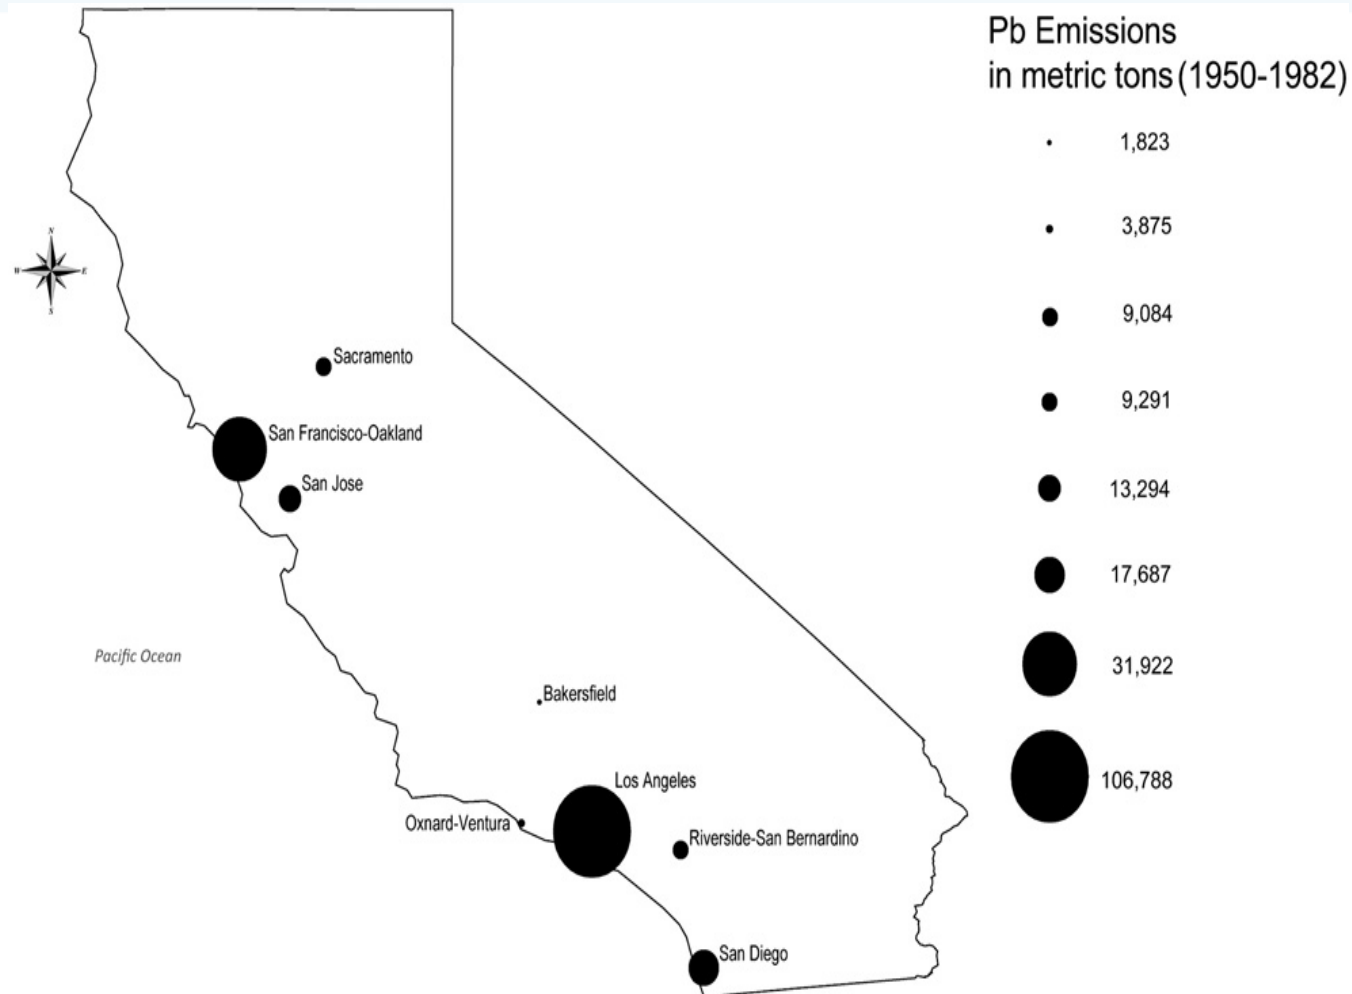 Pb Emissions
in metric tons (1950-1982)
1,823
3,875
9,084
9,291
13,294
17,687
31,922
106,788
N
W
E
S
Sacramento
San Francisco-Oakland
San Jose
Pacific Ocean
Bakersfield
Los Angeles
Oxnard-Ventura
Riverside-San Bernardino
San Diego